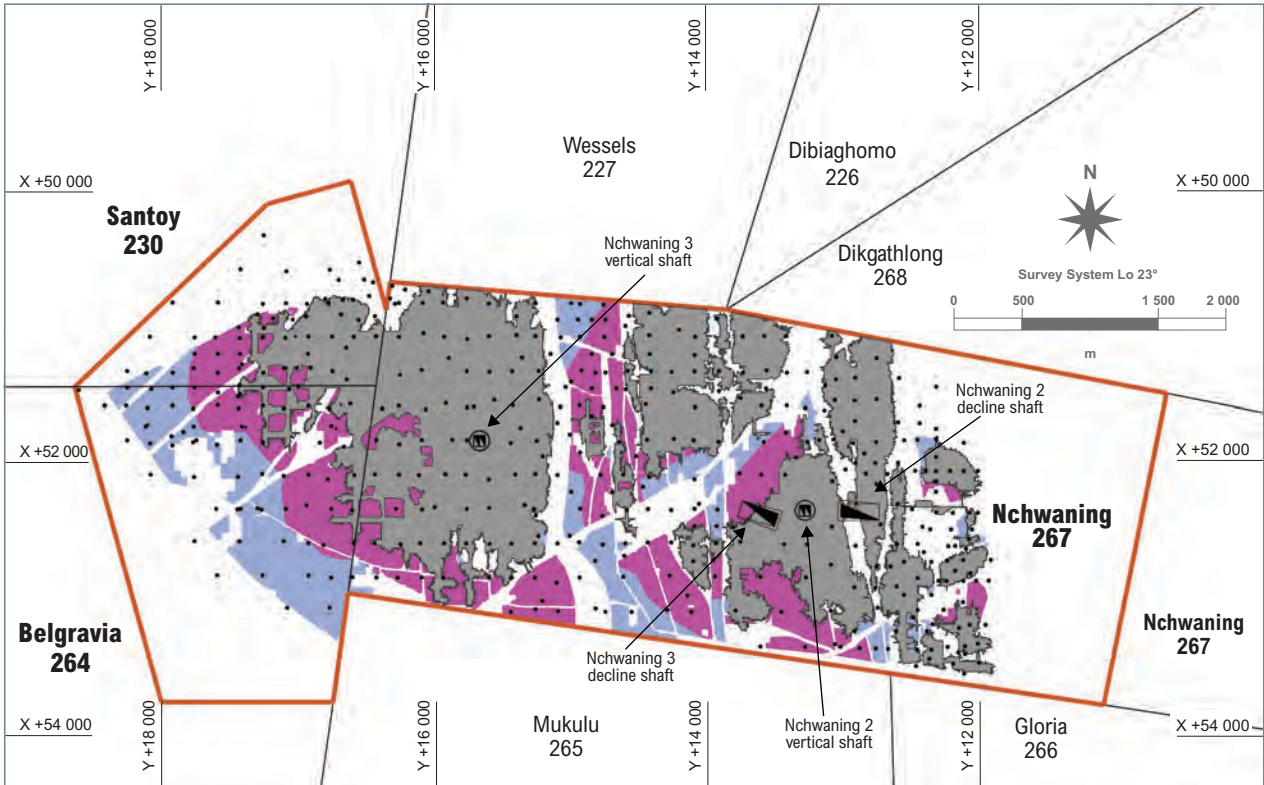 Y +18 000
Y +16 000
Y +14 000
Y +12 000
Wessels
227
Dibiaghomo
226
X +50 000
X +50 000
N
Santoy
230
Nchwaning 3
vertical shaft
Dikgathlong
268
Survey System Lo 23°
0
500
1 500
2 000
m
Nchwaning 2
decline shaft
X +52 000
X +52 000
Nchwaning
267
Belgravia
264
Nchwaning
267
Nchwaning 3
decline shaft
X +54 000
Mukulu
265
Nchwaning 2
vertical shaft
Gloria
266
X +54 000
Y +18 000
Y +16 000
Y +14 000
Y +12 000